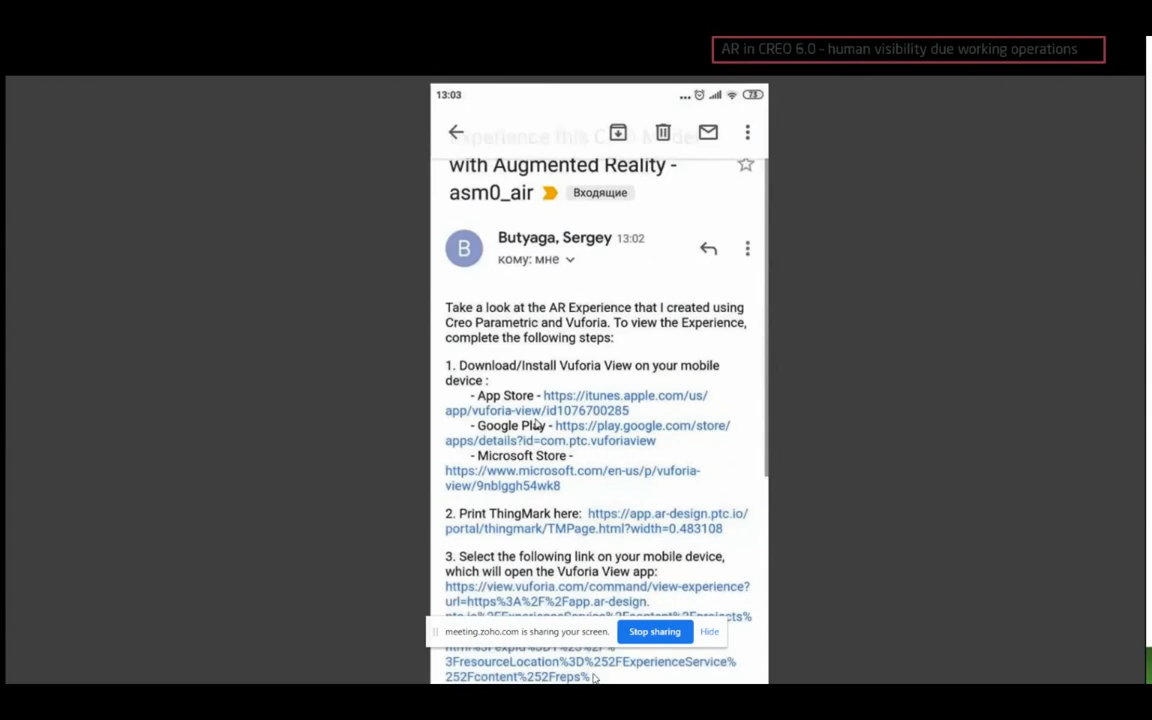 AR in CREO 6.0 - human visibility due working operations
13:03
73
with Augmented Reality -
asm0_air
Входящие
B
Butyaga, Sergey 13:02
кому: мне
Take a look at the AR Experience that I created using
Creo Parametric and Vuforia. To view the Experience,
complete the following steps:
1. Download/Install Vuforia View on your mobile
device :
- App Store - https://itunes.apple.com/us/
app/vuforia-view/id1076700285
- Google Play - https://play.google.com/store/
apps/details?id=com.ptc.vuforiaview
- Microsoft Store -
https://www.microsoft.com/en-us/p/vuforia-
view/9nblggh54wk8
2. Print ThingMark here: https://app.ar-design.ptc.io/
portal/thingmark/TMPage.html?width=0.483108
3. Select the following link on your mobile device,
which will open the Vuforia View app:
https://view.vuforia.com/command/view-experience?
url=https%3A%2F%2Fapp.ar-design.
meeting.zoho.com is sharing your screen.
Stop sharing
Hide
3FresourceLocation%3D%252FExperienceService%
252Fcontent%252Freps%